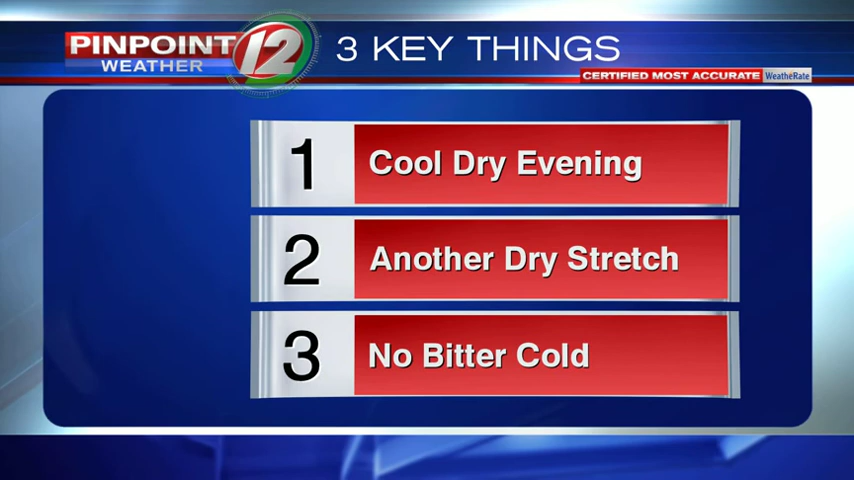 PINPOINT 12
WEATHER
3 KEY THINGS
CERTIFIED MOST ACCURATE WeatheRate
1 Cool Dry Evening
2 Another Dry Stretch
3 No Bitter Cold